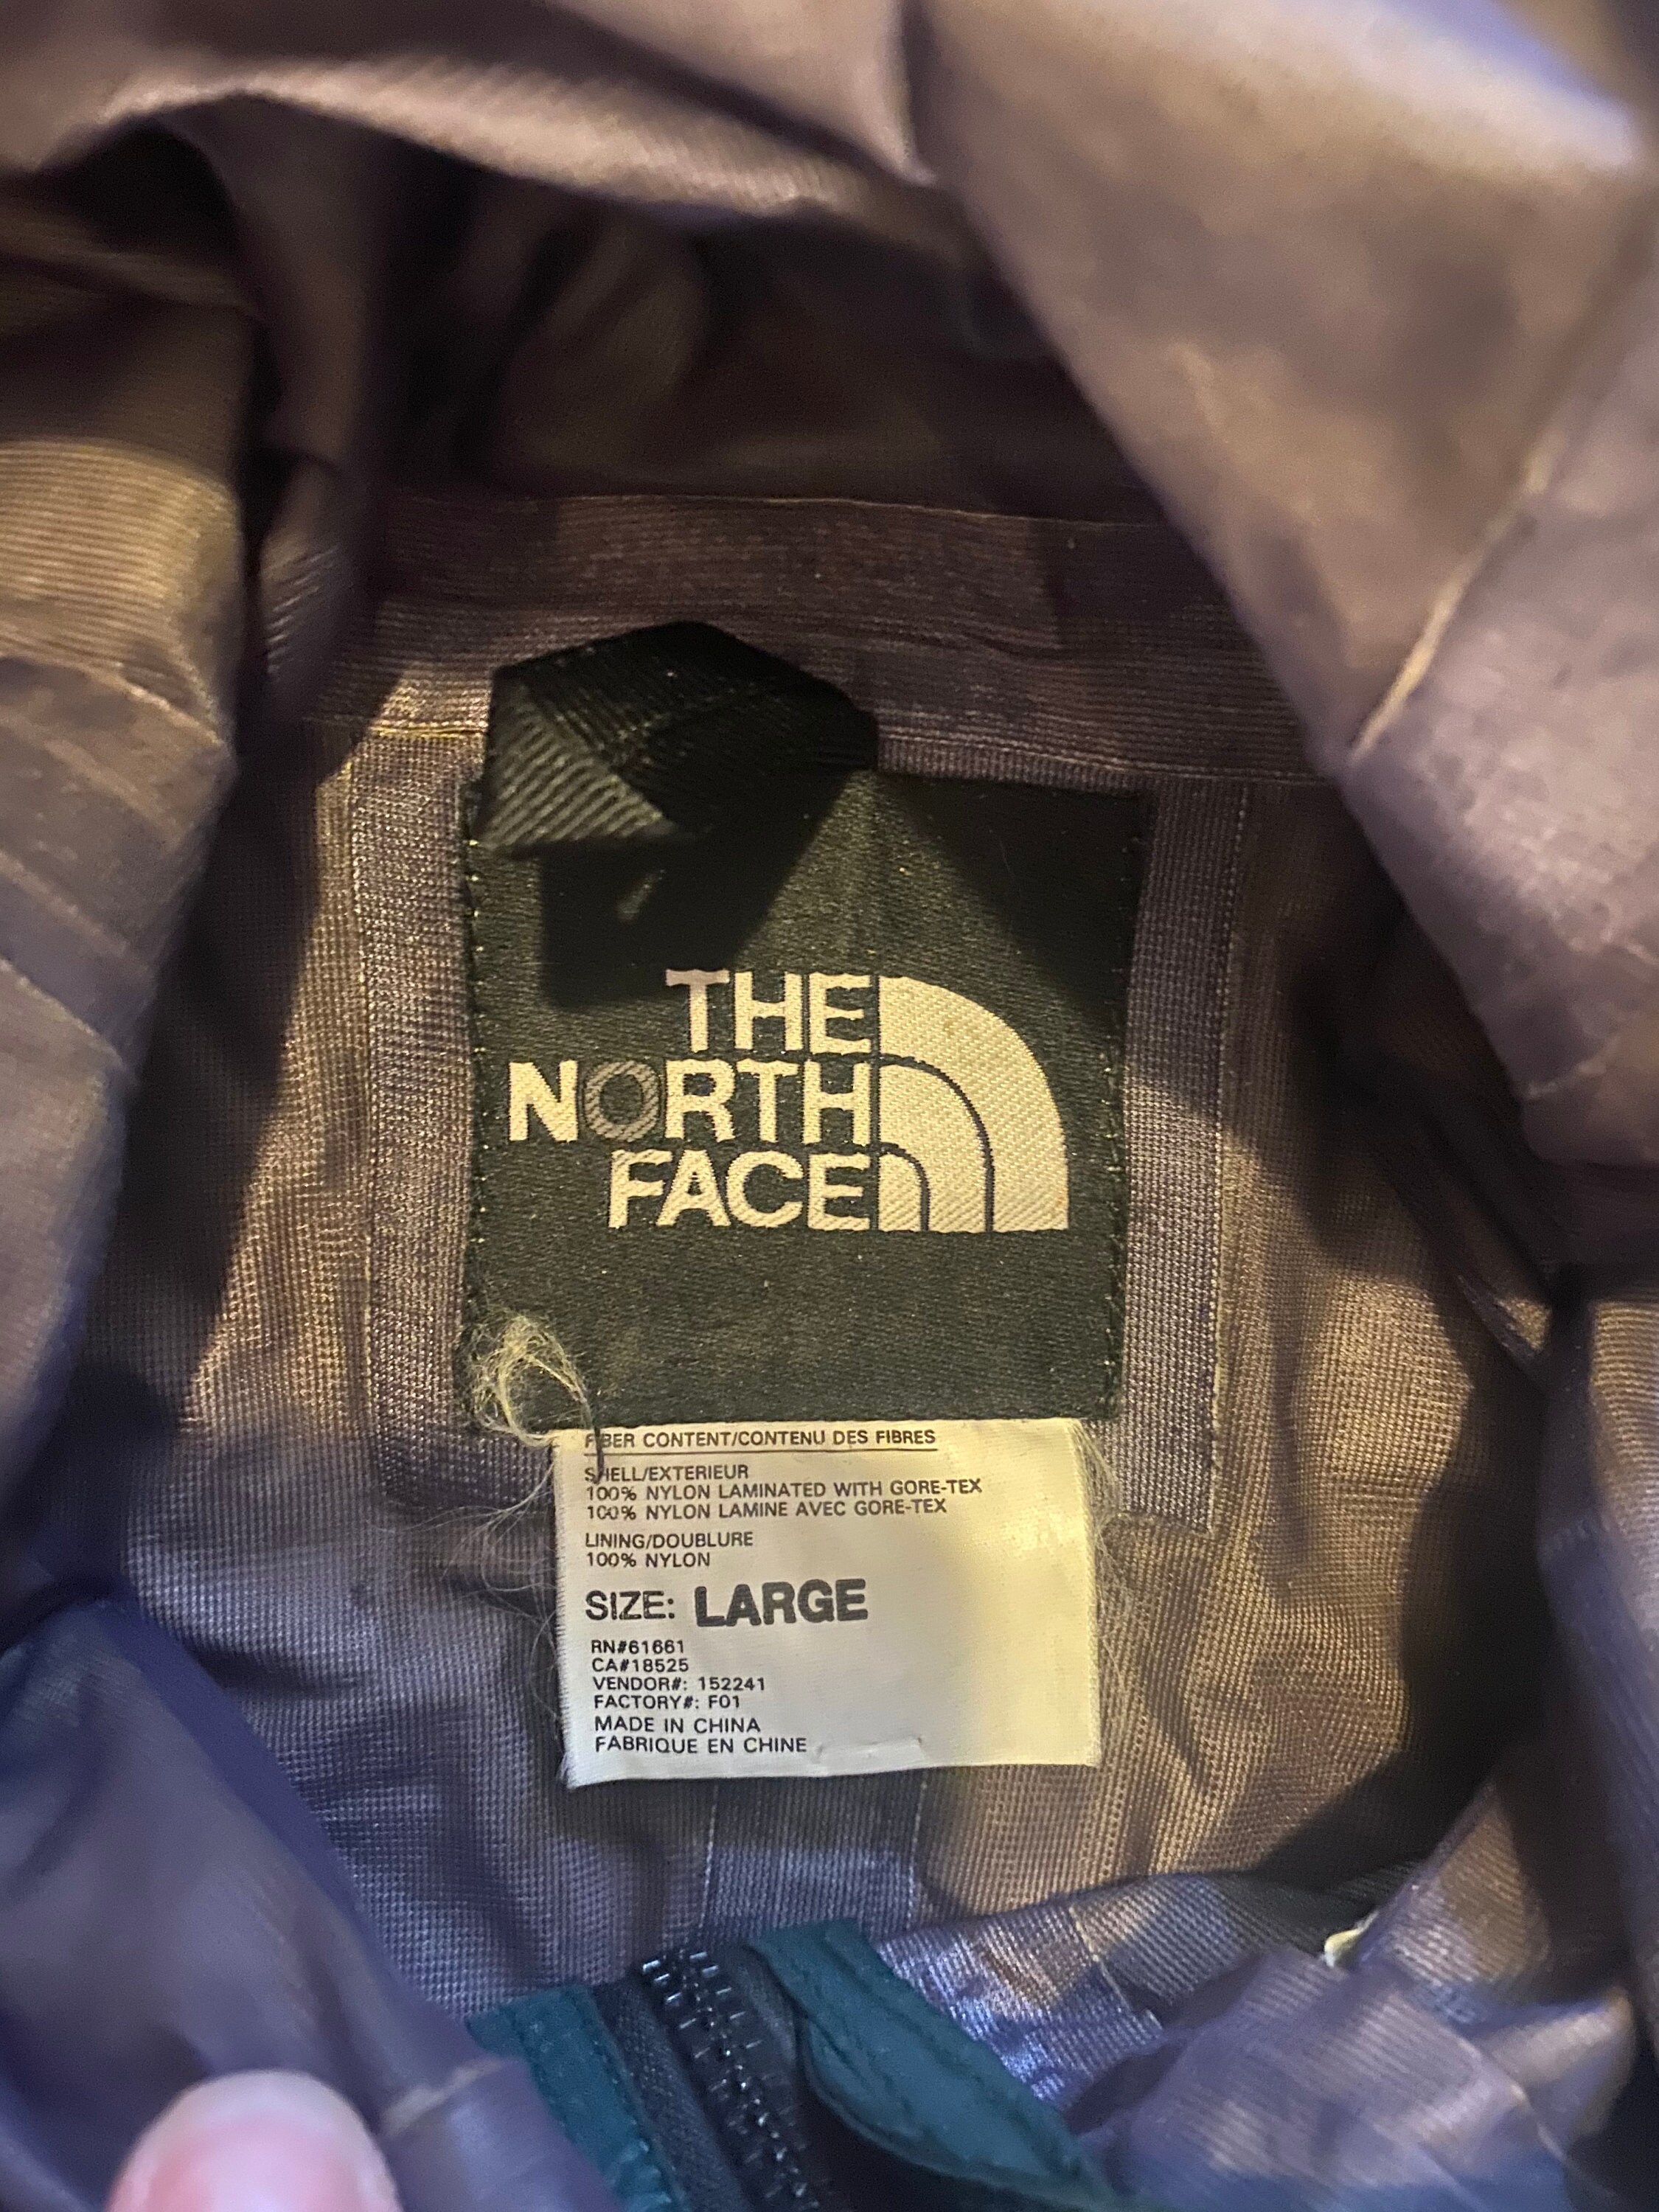 THE
NORTH
FACE
FIBER CONTENT/CONTENU DES FIBRES
SHELL/EXTERIEUR
100% NYLON LAMINATED WITH GORE-TEX
100% NYLON LAMINE AVEC GORE-TEX
LINING/DOUBLURE
100% NYLON
SIZE: LARGE
RN#61661
CA#18525
VENDOR#: 152241
FACTORY#: F01
MADE IN CHINA
FABRIQUE EN CHINE